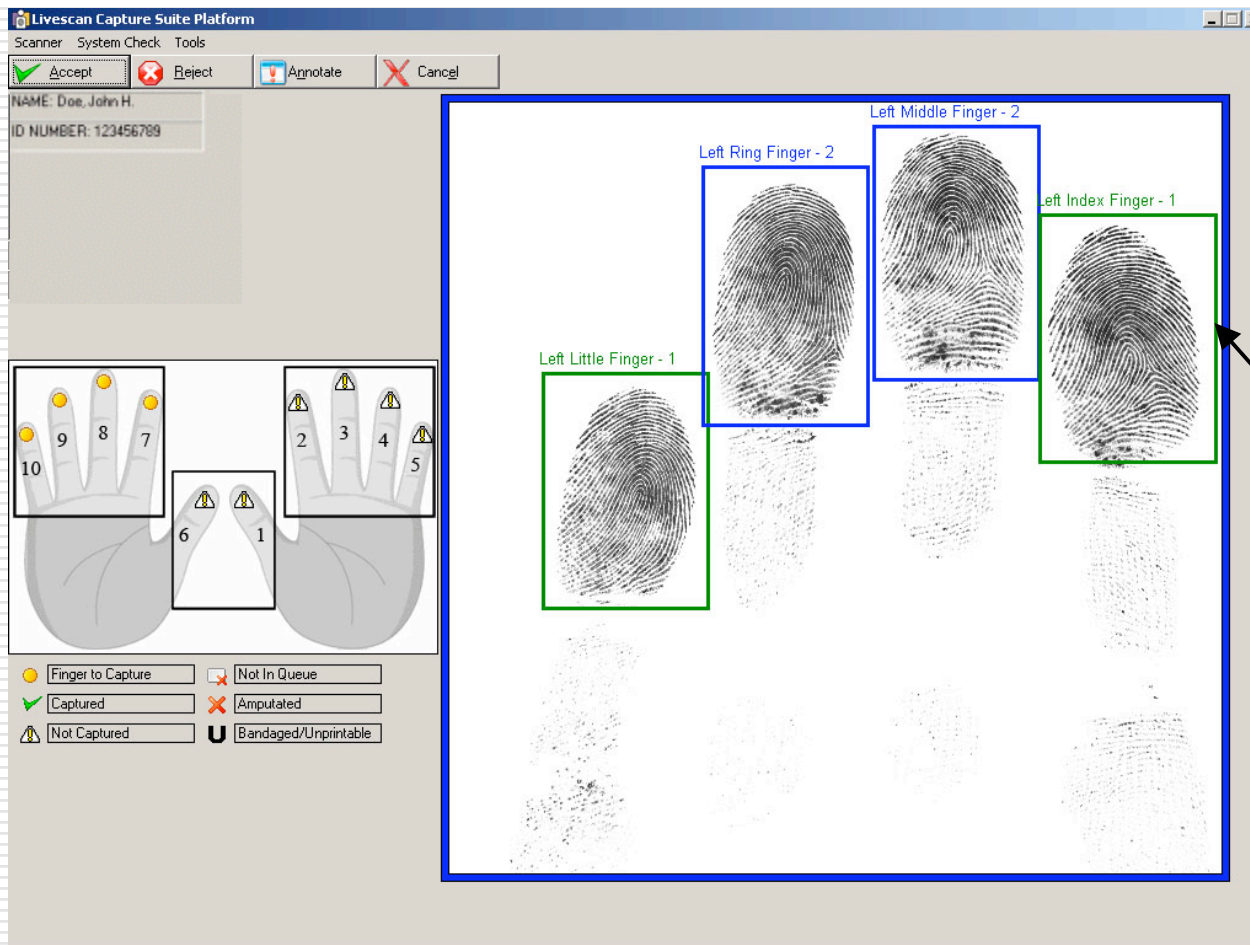 Livescan Capture Suite Platform
Scanner System Check Tools
Accept Reject Annotate Cancel
NAME: Doe, John H.
ID NUMBER: 123456789
Left Middle Finger - 2
Left Ring Finger - 2
Left Index Finger - 1
Left Little Finger - 1
10 9 8 7 2 3 4 5
6 1
Finger to Capture Not In Queue
Captured Amputated
Not Captured U Bandaged/Unprintable